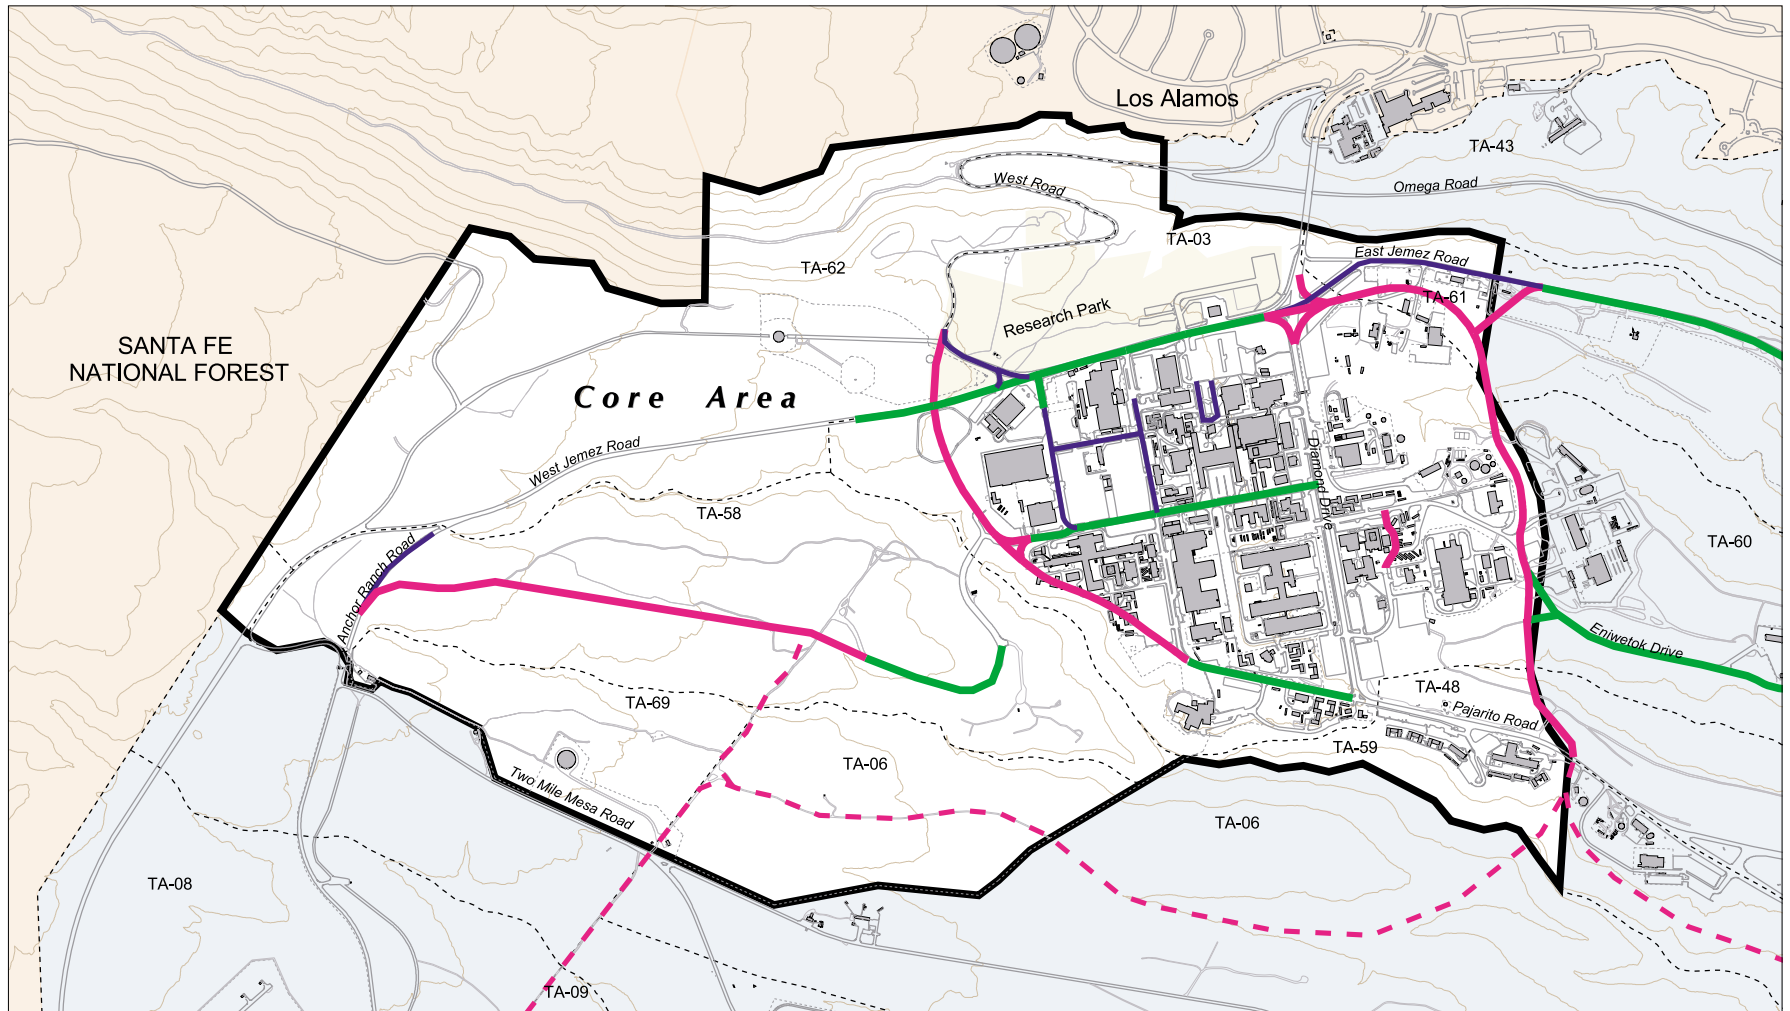 Los Alamos
TA-43
Omega Road
West Road
TA-03
East Jemez Road
TA-62
TA-61
Research Park
SANTA FE
NATIONAL FOREST
Core Area
West Jemez Road
Diamond Drive
TA-58
TA-60
Anchor Ranch Road
Eniwetok Drive
TA-48
TA-69
Pajarito Road
TA-59
TA-06
Two Mile Mesa Road
TA-06
TA-08
TA-09